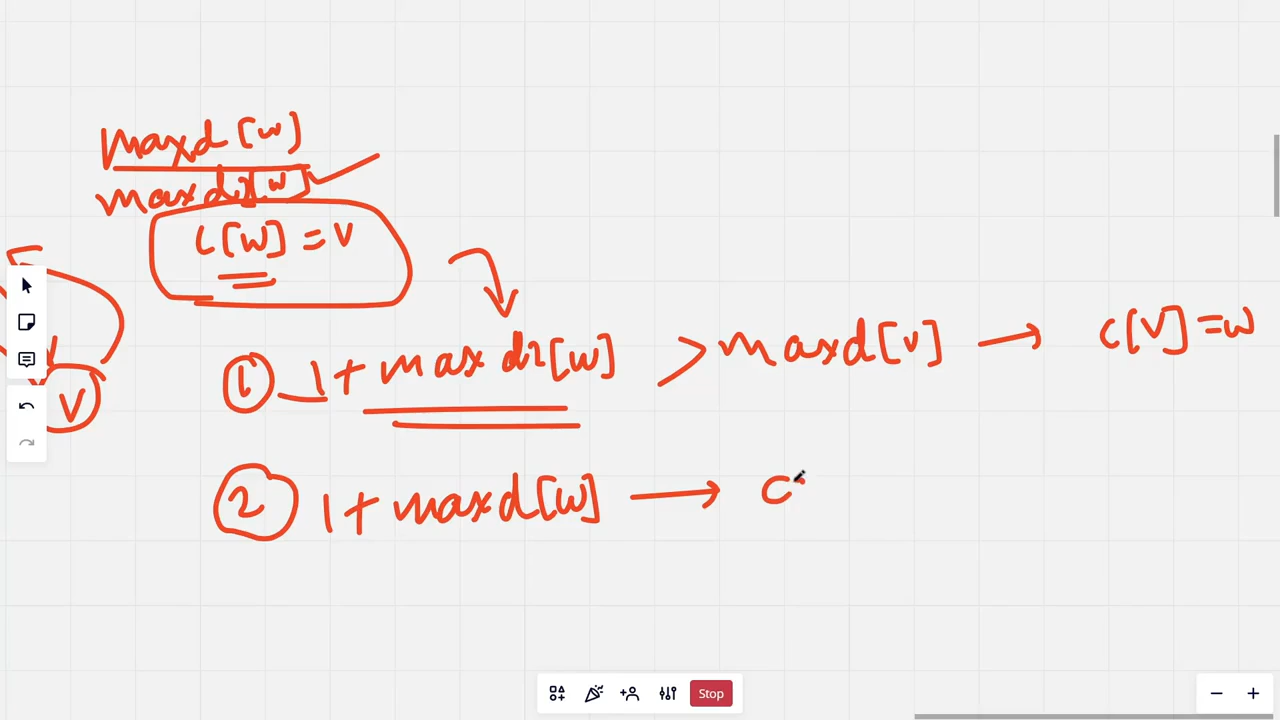 maxd[w]
maxd2[w]
c[w] = v
V
① 1 + maxd2[w] > maxd[v] → c[v] = w
② 1 + maxd[w] → c
Stop